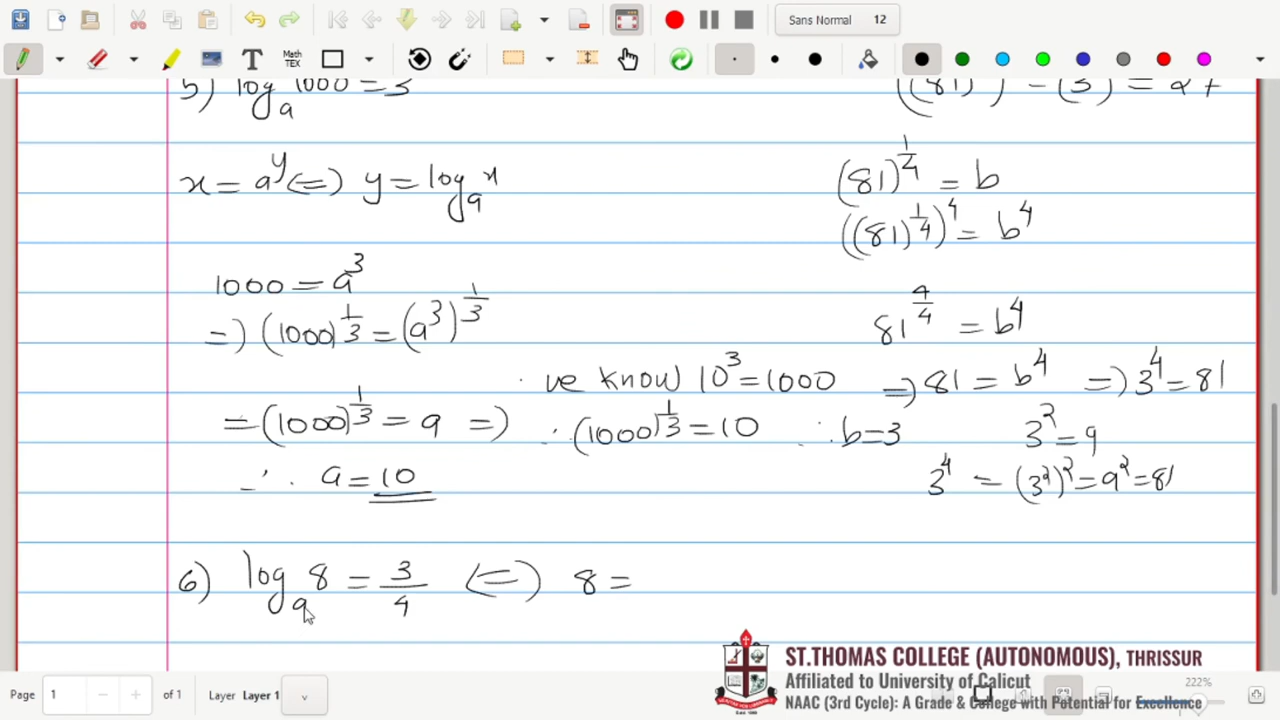 Sans Normal 12
Math TEX
5) log_a 1000 = 3
x = a^y (=) y = log_a x
1000 = a^3
=) (1000)^{1/3} = (a^3)^{1/3}
= (1000)^{1/3} = a =)
∴ a = 10
ve know 10^3 = 1000
∴ (1000)^{1/3} = 10
(81)^{1/4} = b
((81)^{1/4})^4 = b^4
81^{4/4} = b^4
=) 81 = b^4 =) 3^4 = 81
∴ b = 3 3^2 = 9
3^4 = (3^2)^2 = 9^2 = 81
6) log_a 8 = 3/4 (=) 8 =
ST.THOMAS COLLEGE (AUTONOMOUS), THRISSUR
Affiliated to University of Calicut
NAAC (3rd Cycle): A Grade & College with Potential for Excellence
Page 1 of 1 Layer Layer 1 222%